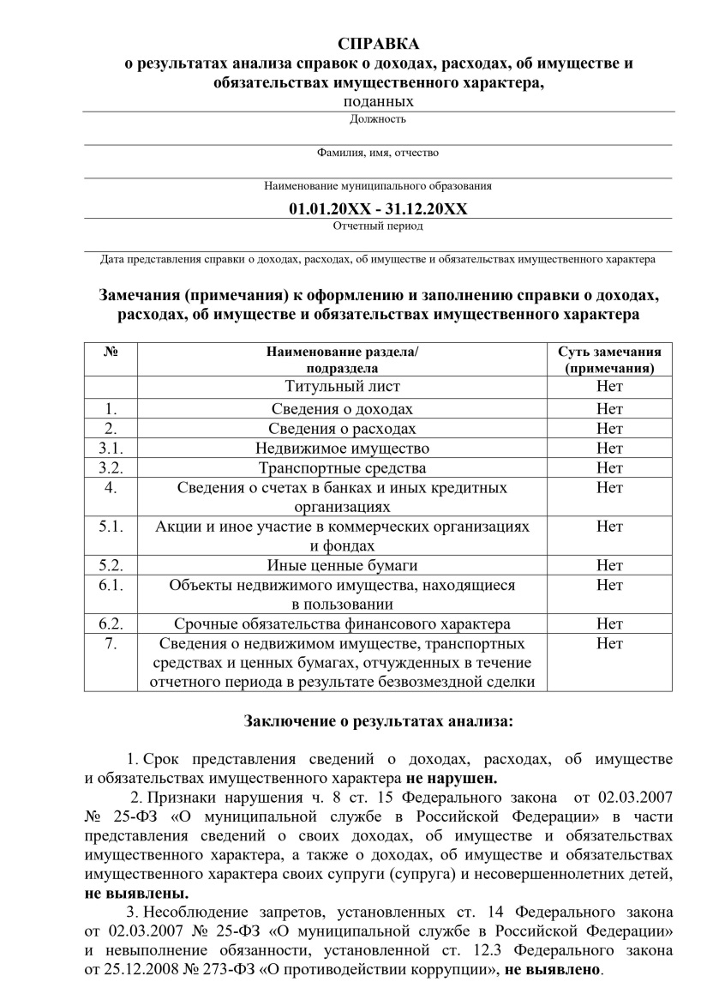 СПРАВКА
о результатах анализа справок о доходах, расходах, об имуществе и
обязательствах имущественного характера,
поданных
Должность
Фамилия, имя, отчество
Наименование муниципального образования
01.01.20XX - 31.12.20XX
Отчетный период
Дата представления справки о доходах, расходах, об имуществе и обязательствах имущественного характера
Замечания (примечания) к оформлению и заполнению справки о доходах,
расходах, об имуществе и обязательствах имущественного характера
№ Наименование раздела/ Суть замечания
подраздела (примечания)
Титульный лист Нет
1. Сведения о доходах Нет
2. Сведения о расходах Нет
3.1. Недвижимое имущество Нет
3.2. Транспортные средства Нет
4. Сведения о счетах в банках и иных кредитных Нет
организациях
5.1. Акции и иное участие в коммерческих организациях Нет
и фондах
5.2. Иные ценные бумаги Нет
6.1. Объекты недвижимого имущества, находящиеся Нет
в пользовании
6.2. Срочные обязательства финансового характера Нет
7. Сведения о недвижимом имуществе, транспортных Нет
средствах и ценных бумагах, отчужденных в течение
отчетного периода в результате безвозмездной сделки
Заключение о результатах анализа:
1. Срок представления сведений о доходах, расходах, об имуществе
и обязательствах имущественного характера не нарушен.
2. Признаки нарушения ч. 8 ст. 15 Федерального закона от 02.03.2007
№ 25-ФЗ «О муниципальной службе в Российской Федерации» в части
представления сведений о своих доходах, об имуществе и обязательствах
имущественного характера, а также о доходах, об имуществе и обязательствах
имущественного характера своих супруги (супруга) и несовершеннолетних детей,
не выявлены.
3. Несоблюдение запретов, установленных ст. 14 Федерального закона
от 02.03.2007 № 25-ФЗ «О муниципальной службе в Российской Федерации»
и невыполнение обязанности, установленной ст. 12.3 Федерального закона
от 25.12.2008 № 273-ФЗ «О противодействии коррупции», не выявлено.